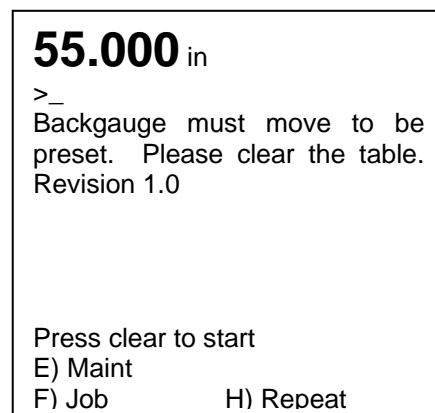 55.000 in
>_
Backgauge must move to be
preset. Please clear the table.
Revision 1.0
Press clear to start
E) Maint
F) Job H) Repeat